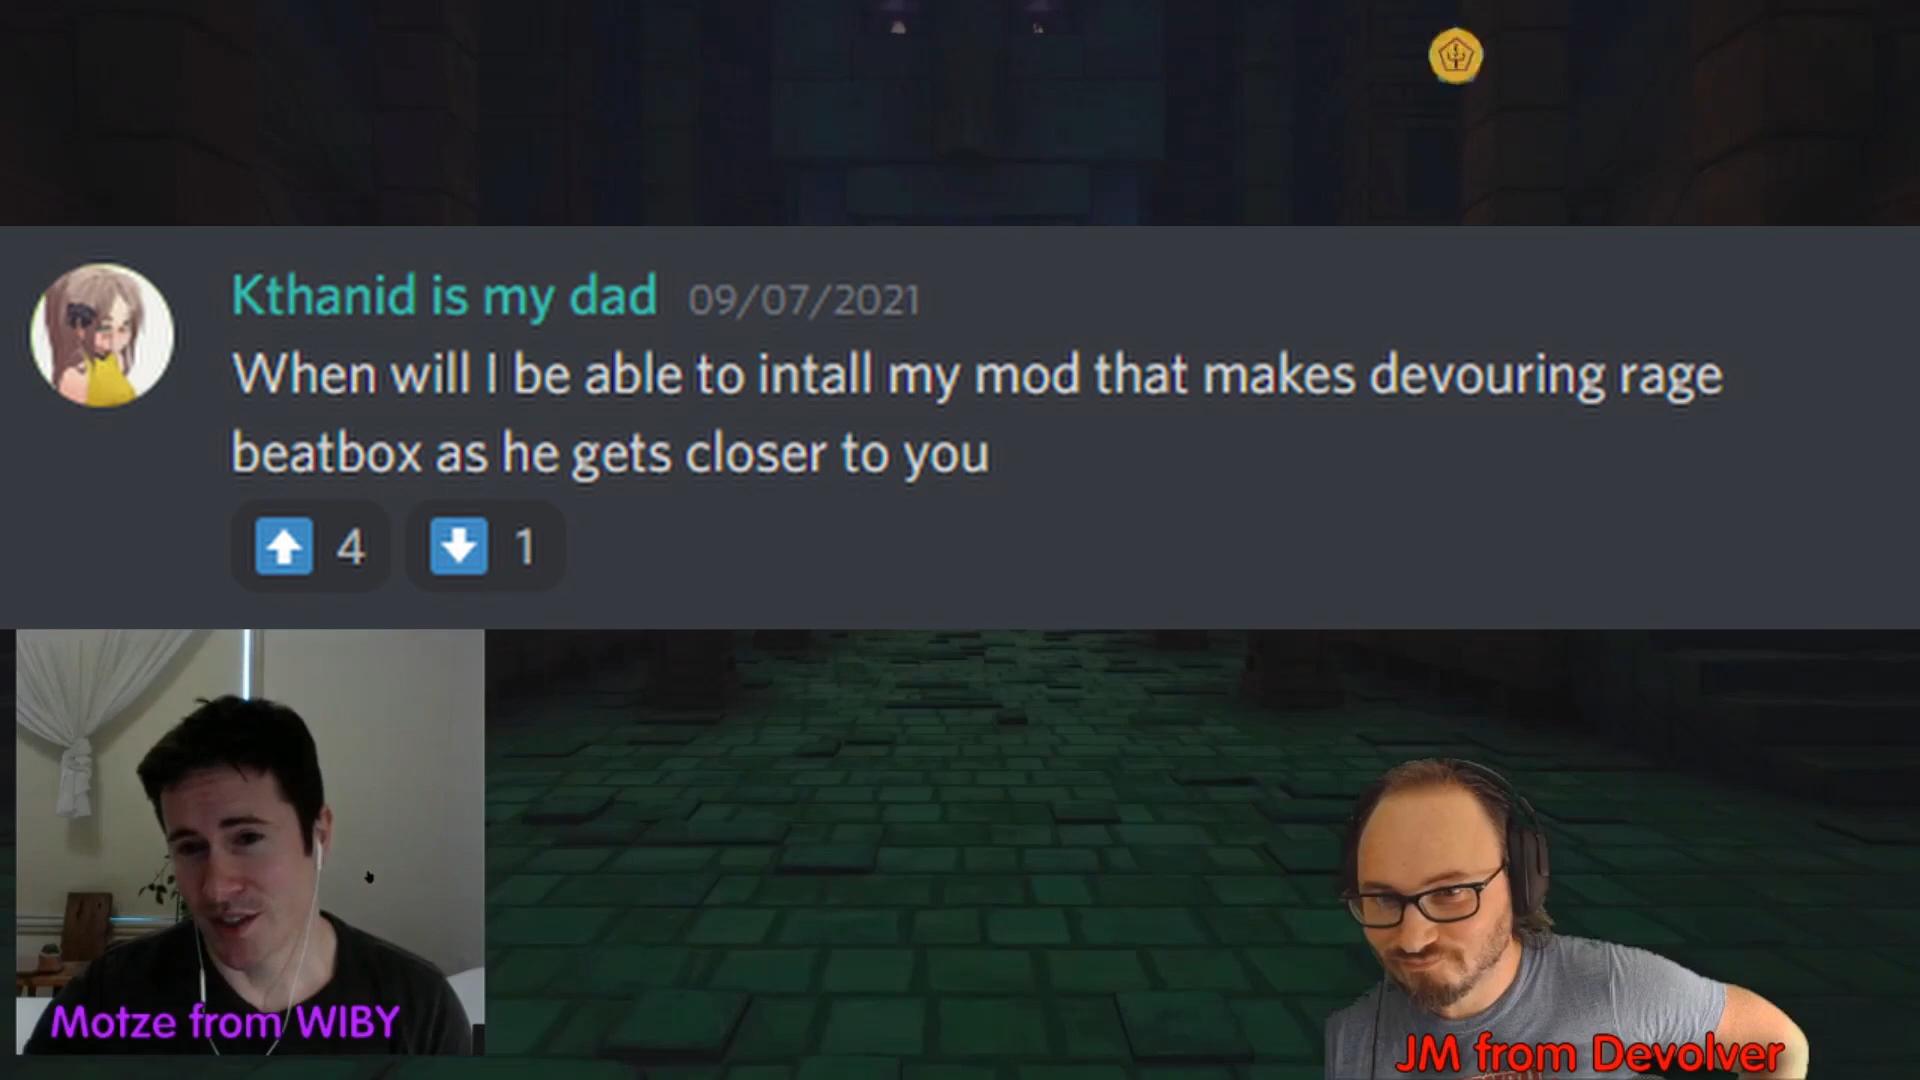 Kthanid is my dad 09/07/2021
When will I be able to intall my mod that makes devouring rage
beatbox as he gets closer to you
4 1
Motze from WIBY
JM from Devolver